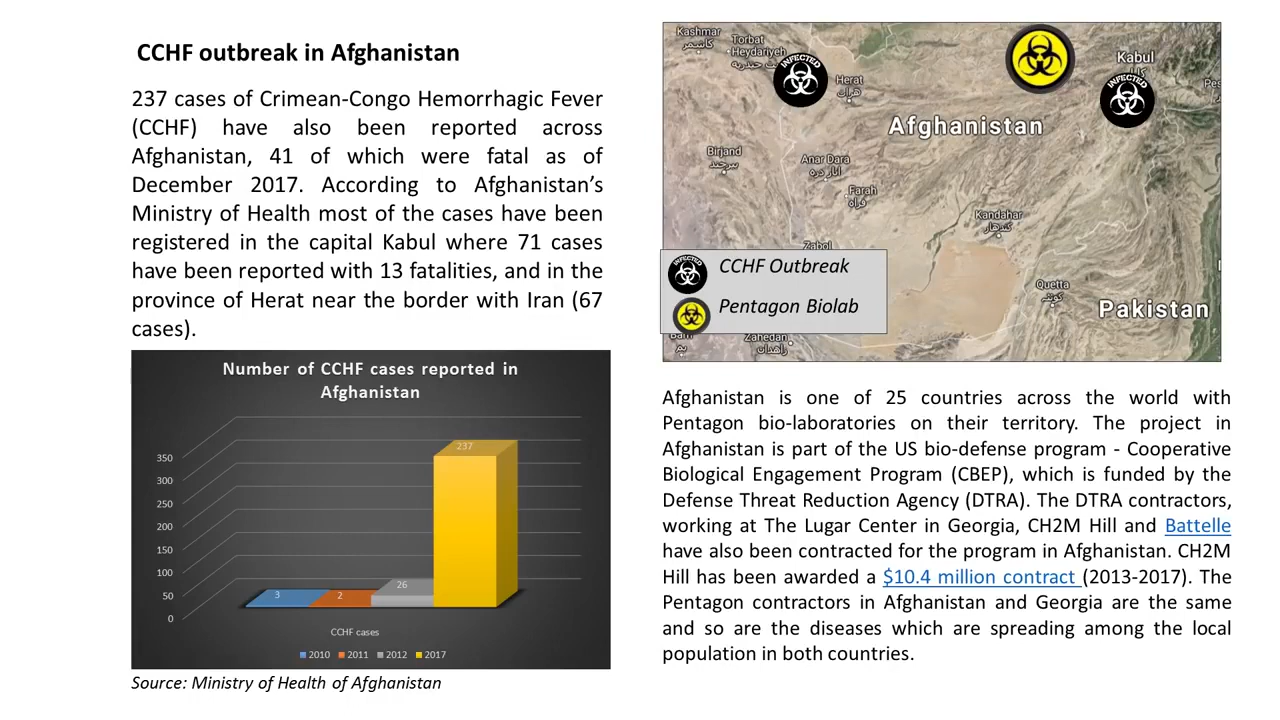 CCHF outbreak in Afghanistan
237 cases of Crimean-Congo Hemorrhagic Fever
(CCHF) have also been reported across
Afghanistan, 41 of which were fatal as of
December 2017. According to Afghanistan’s
Ministry of Health most of the cases have been
registered in the capital Kabul where 71 cases
have been reported with 13 fatalities, and in the
province of Herat near the border with Iran (67
cases).
Number of CCHF cases reported in
Afghanistan
350
300
250
200
150
100
50
0
3
2
26
237
CCHF cases
2010 2011 2012 2017
Source: Ministry of Health of Afghanistan
Kashmar
كاشمر
Torbat
Heydariyeh
INFECTED
Herat
هرات
Kabul
INFECTED
Afghanistan
Birjand
بیرجند
Anar Dara
انار دره
Farah
فراه
Kandahar
کندهار
Zabol
Quetta
کوئٹہ
Pakistan
Zahedan
زاهدان
بم
INFECTED
CCHF Outbreak
Pentagon Biolab
Afghanistan is one of 25 countries across the world with
Pentagon bio-laboratories on their territory. The project in
Afghanistan is part of the US bio-defense program - Cooperative
Biological Engagement Program (CBEP), which is funded by the
Defense Threat Reduction Agency (DTRA). The DTRA contractors,
working at The Lugar Center in Georgia, CH2M Hill and Battelle
have also been contracted for the program in Afghanistan. CH2M
Hill has been awarded a $10.4 million contract (2013-2017). The
Pentagon contractors in Afghanistan and Georgia are the same
and so are the diseases which are spreading among the local
population in both countries.